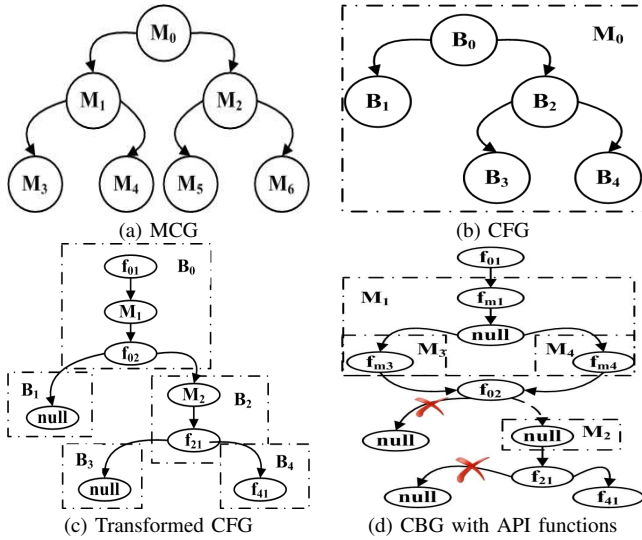 M₀
M₁ M₂
M₃ M₄ M₅ M₆
(a) MCG
M₀
B₀
B₁ B₂
B₃ B₄
(b) CFG
f₀₁ B₀
M₁
f₀₂
B₁ M₂ B₂
null f₂₁
B₃ B₄
null f₄₁
(c) Transformed CFG
f₀₁
M₁ fₘ₁
null
M₃ M₄
fₘ₃ fₘ₄
f₀₂
null null M₂
f₂₁
null f₄₁
(d) CBG with API functions